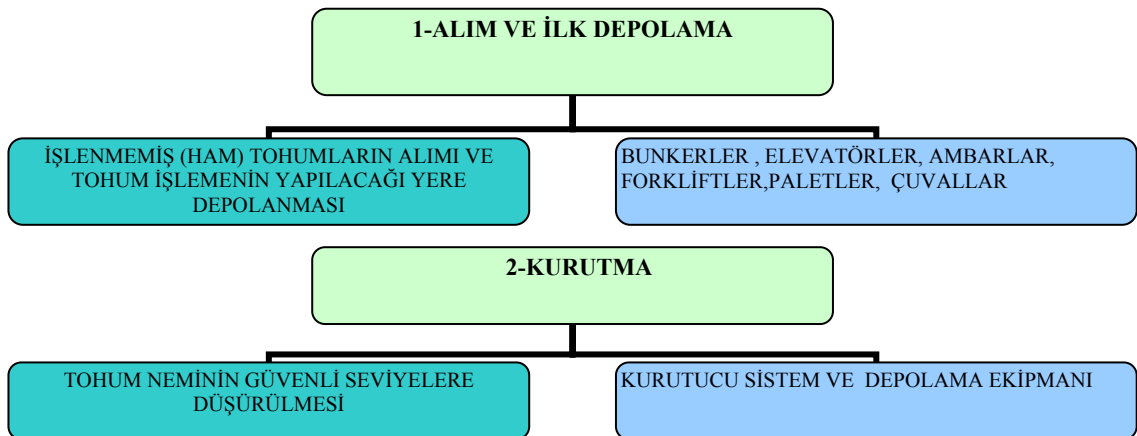 1-ALIM VE İLK DEPOLAMA
İŞLENMEMİŞ (HAM) TOHUMLARIN ALIMI VE
TOHUM İŞLEMENİN YAPILACAĞI YERE
DEPOLANMASI
BUNKERLER , ELEVATÖRLER, AMBARLAR,
FORKLİFTLER,PALETLER, ÇUVALLAR
2-KURUTMA
TOHUM NEMİNİN GÜVENLİ SEVİYELERE
DÜŞÜRÜLMESİ
KURUTUCU SİSTEM VE DEPOLAMA EKİPMANI